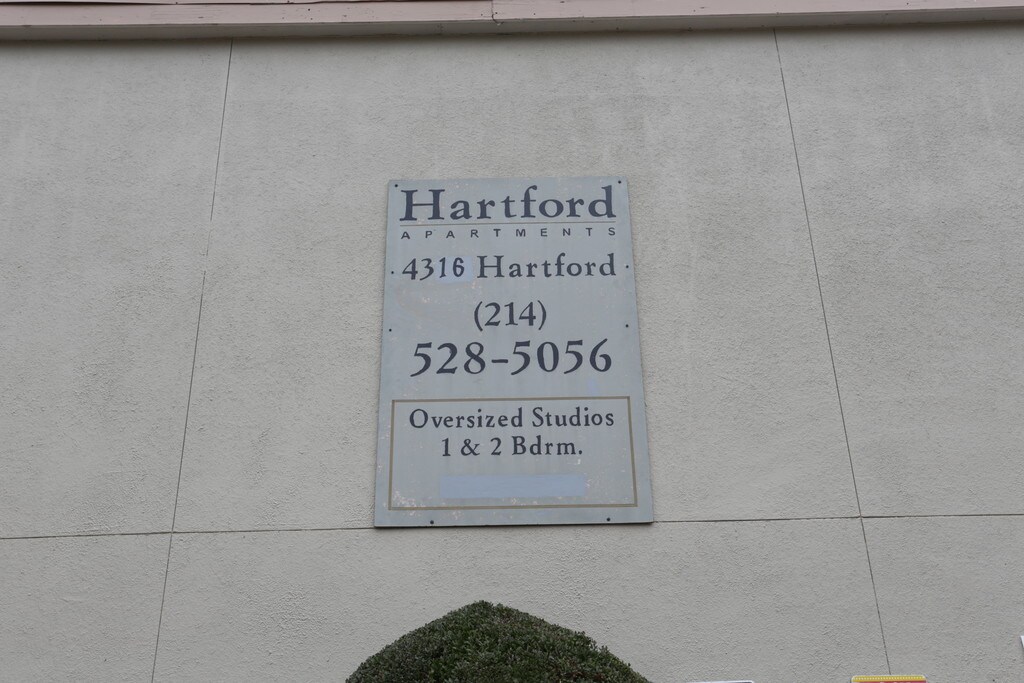 Hartford
APARTMENTS
4316 Hartford
(214)
528-5056
Oversized Studios
1 & 2 Bdrm.